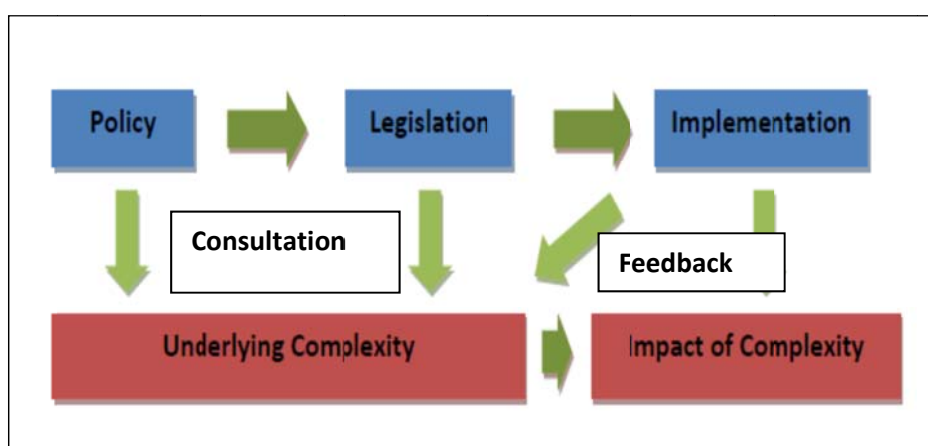 Policy
Legislation
Implementation
Consultation
Feedback
Underlying Complexity
Impact of Complexity